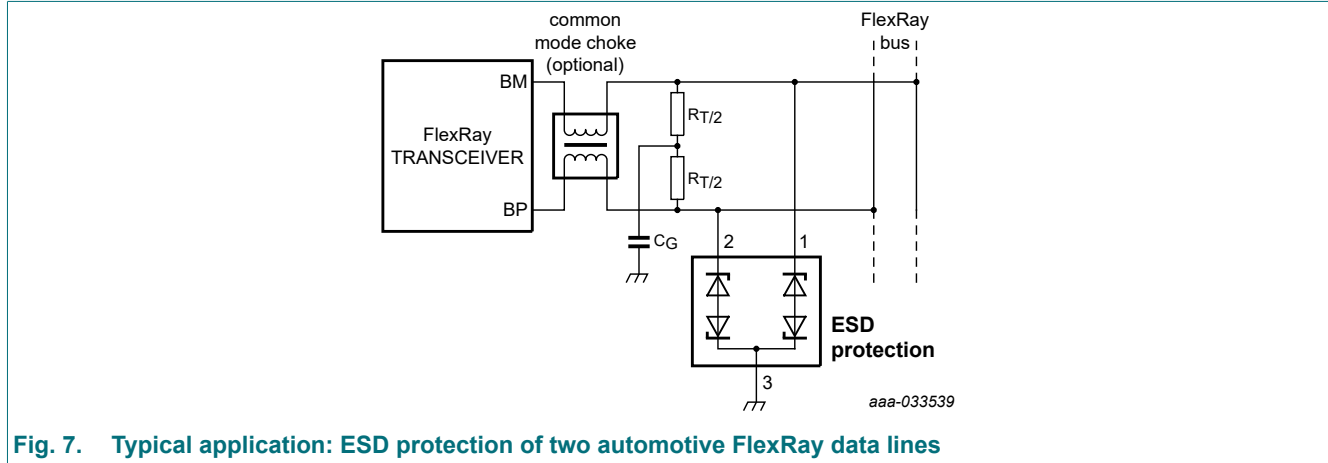 common
mode choke
(optional)
FlexRay
bus
BM
FlexRay
TRANSCEIVER
BP
RT/2
RT/2
CG
2
1
ESD
protection
3
aaa-033539
Fig. 7. Typical application: ESD protection of two automotive FlexRay data lines